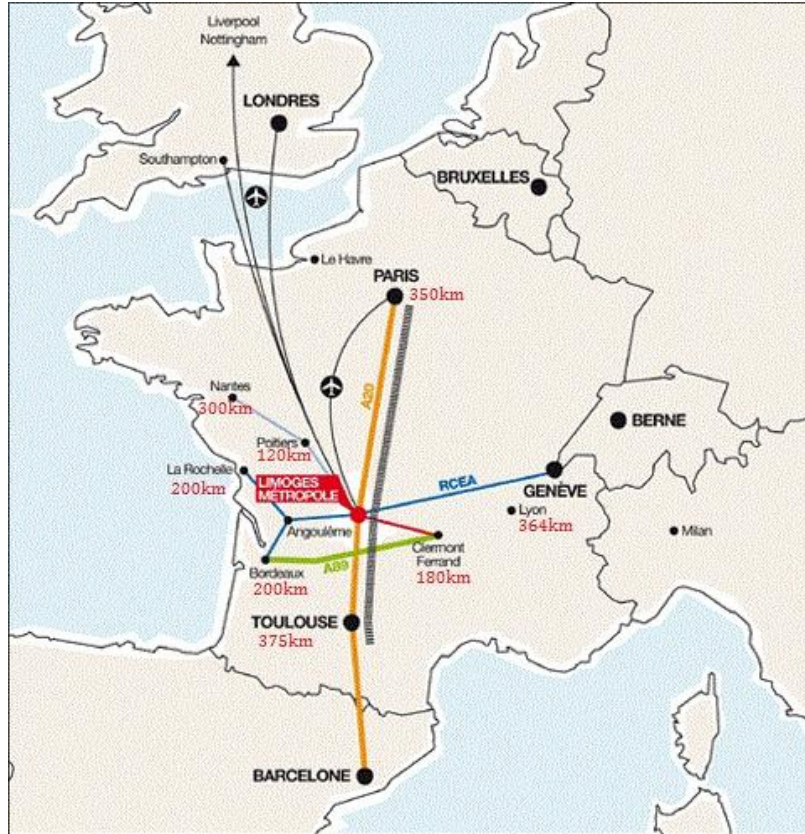 Liverpool
Nottingham
LONDRES
Southampton
BRUXELLES
Le Havre
PARIS
350km
A20
Nantes
300km
Poitiers
120km
BERNE
La Rochelle
200km
LIMOGES
METROPOLE
RCEA
GENÈVE
Lyon
364km
Milan
Angoulême
Clermont
Ferrand
180km
A89
Bordeaux
200km
TOULOUSE
375km
BARCELONE